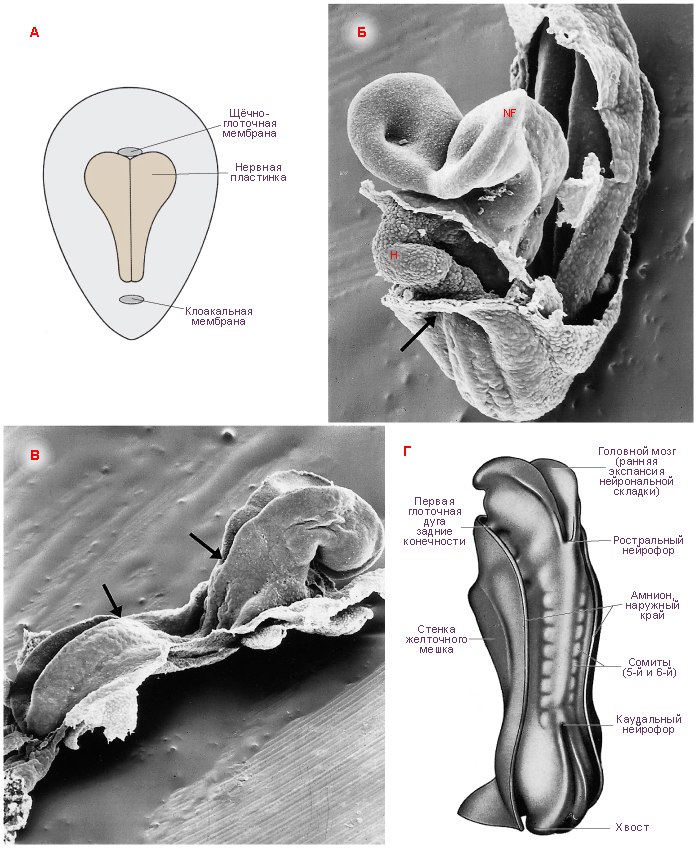 А
Щёчно-
глоточная
мембрана
Нервная
пластинка
Клоакальная
мембрана
Б
NF
H
В
Г
Головной мозг
(ранняя
экспансия
нейрональной
складки)
Первая
глоточная
дуга
задние
конечности
Ростральный
нейрофор
Амнион,
наружный
край
Стенка
желточного
мешка
Сомиты
(5-й и 6-й)
Каудальный
нейрофор
Хвост